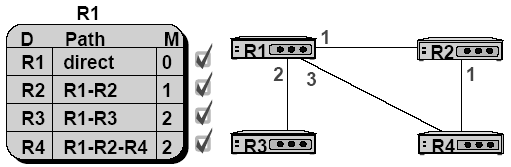 R1
D Path M
R1 direct 0
R2 R1-R2 1
R3 R1-R3 2
R4 R1-R2-R4 2
R1 1 R2
2 3 1
R3 R4